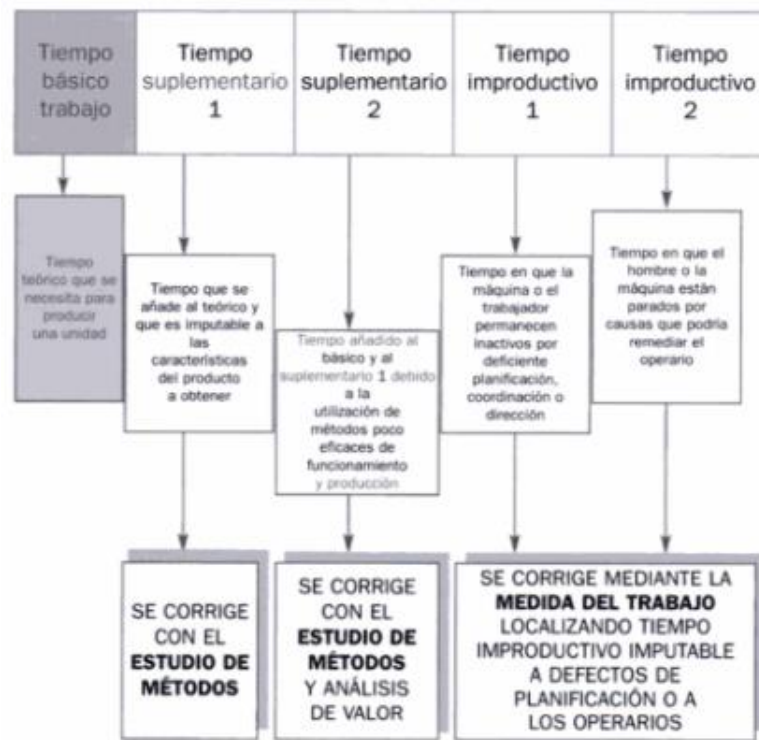 Tiempo
básico
trabajo
Tiempo
suplementario
1
Tiempo
suplementario
2
Tiempo
improductivo
1
Tiempo
improductivo
2
Tiempo
teórico que se
necesita para
producir
una unidad
Tiempo que se
añade al teórico y
que es imputable a
las
características
del producto
a obtener
Tiempo añadido al
básico y al
suplementario 1 debido
a la
utilización de
métodos poco
eficaces de
funcionamiento
y producción
Tiempo en que la
máquina o el
trabajador
permanecen
inactivos por
deficiente
planificación,
coordinación o
dirección
Tiempo en que el
hombre o la
máquina están
parados por
causas que podría
remediar el
operario
SE CORRIGE
CON EL
ESTUDIO DE
MÉTODOS
SE CORRIGE
CON EL
ESTUDIO DE
MÉTODOS
Y ANÁLISIS
DE VALOR
SE CORRIGE MEDIANTE LA
MEDIDA DEL TRABAJO
LOCALIZANDO TIEMPO
IMPRODUCTIVO IMPUTABLE
A DEFECTOS DE
PLANIFICACIÓN O A
LOS OPERARIOS